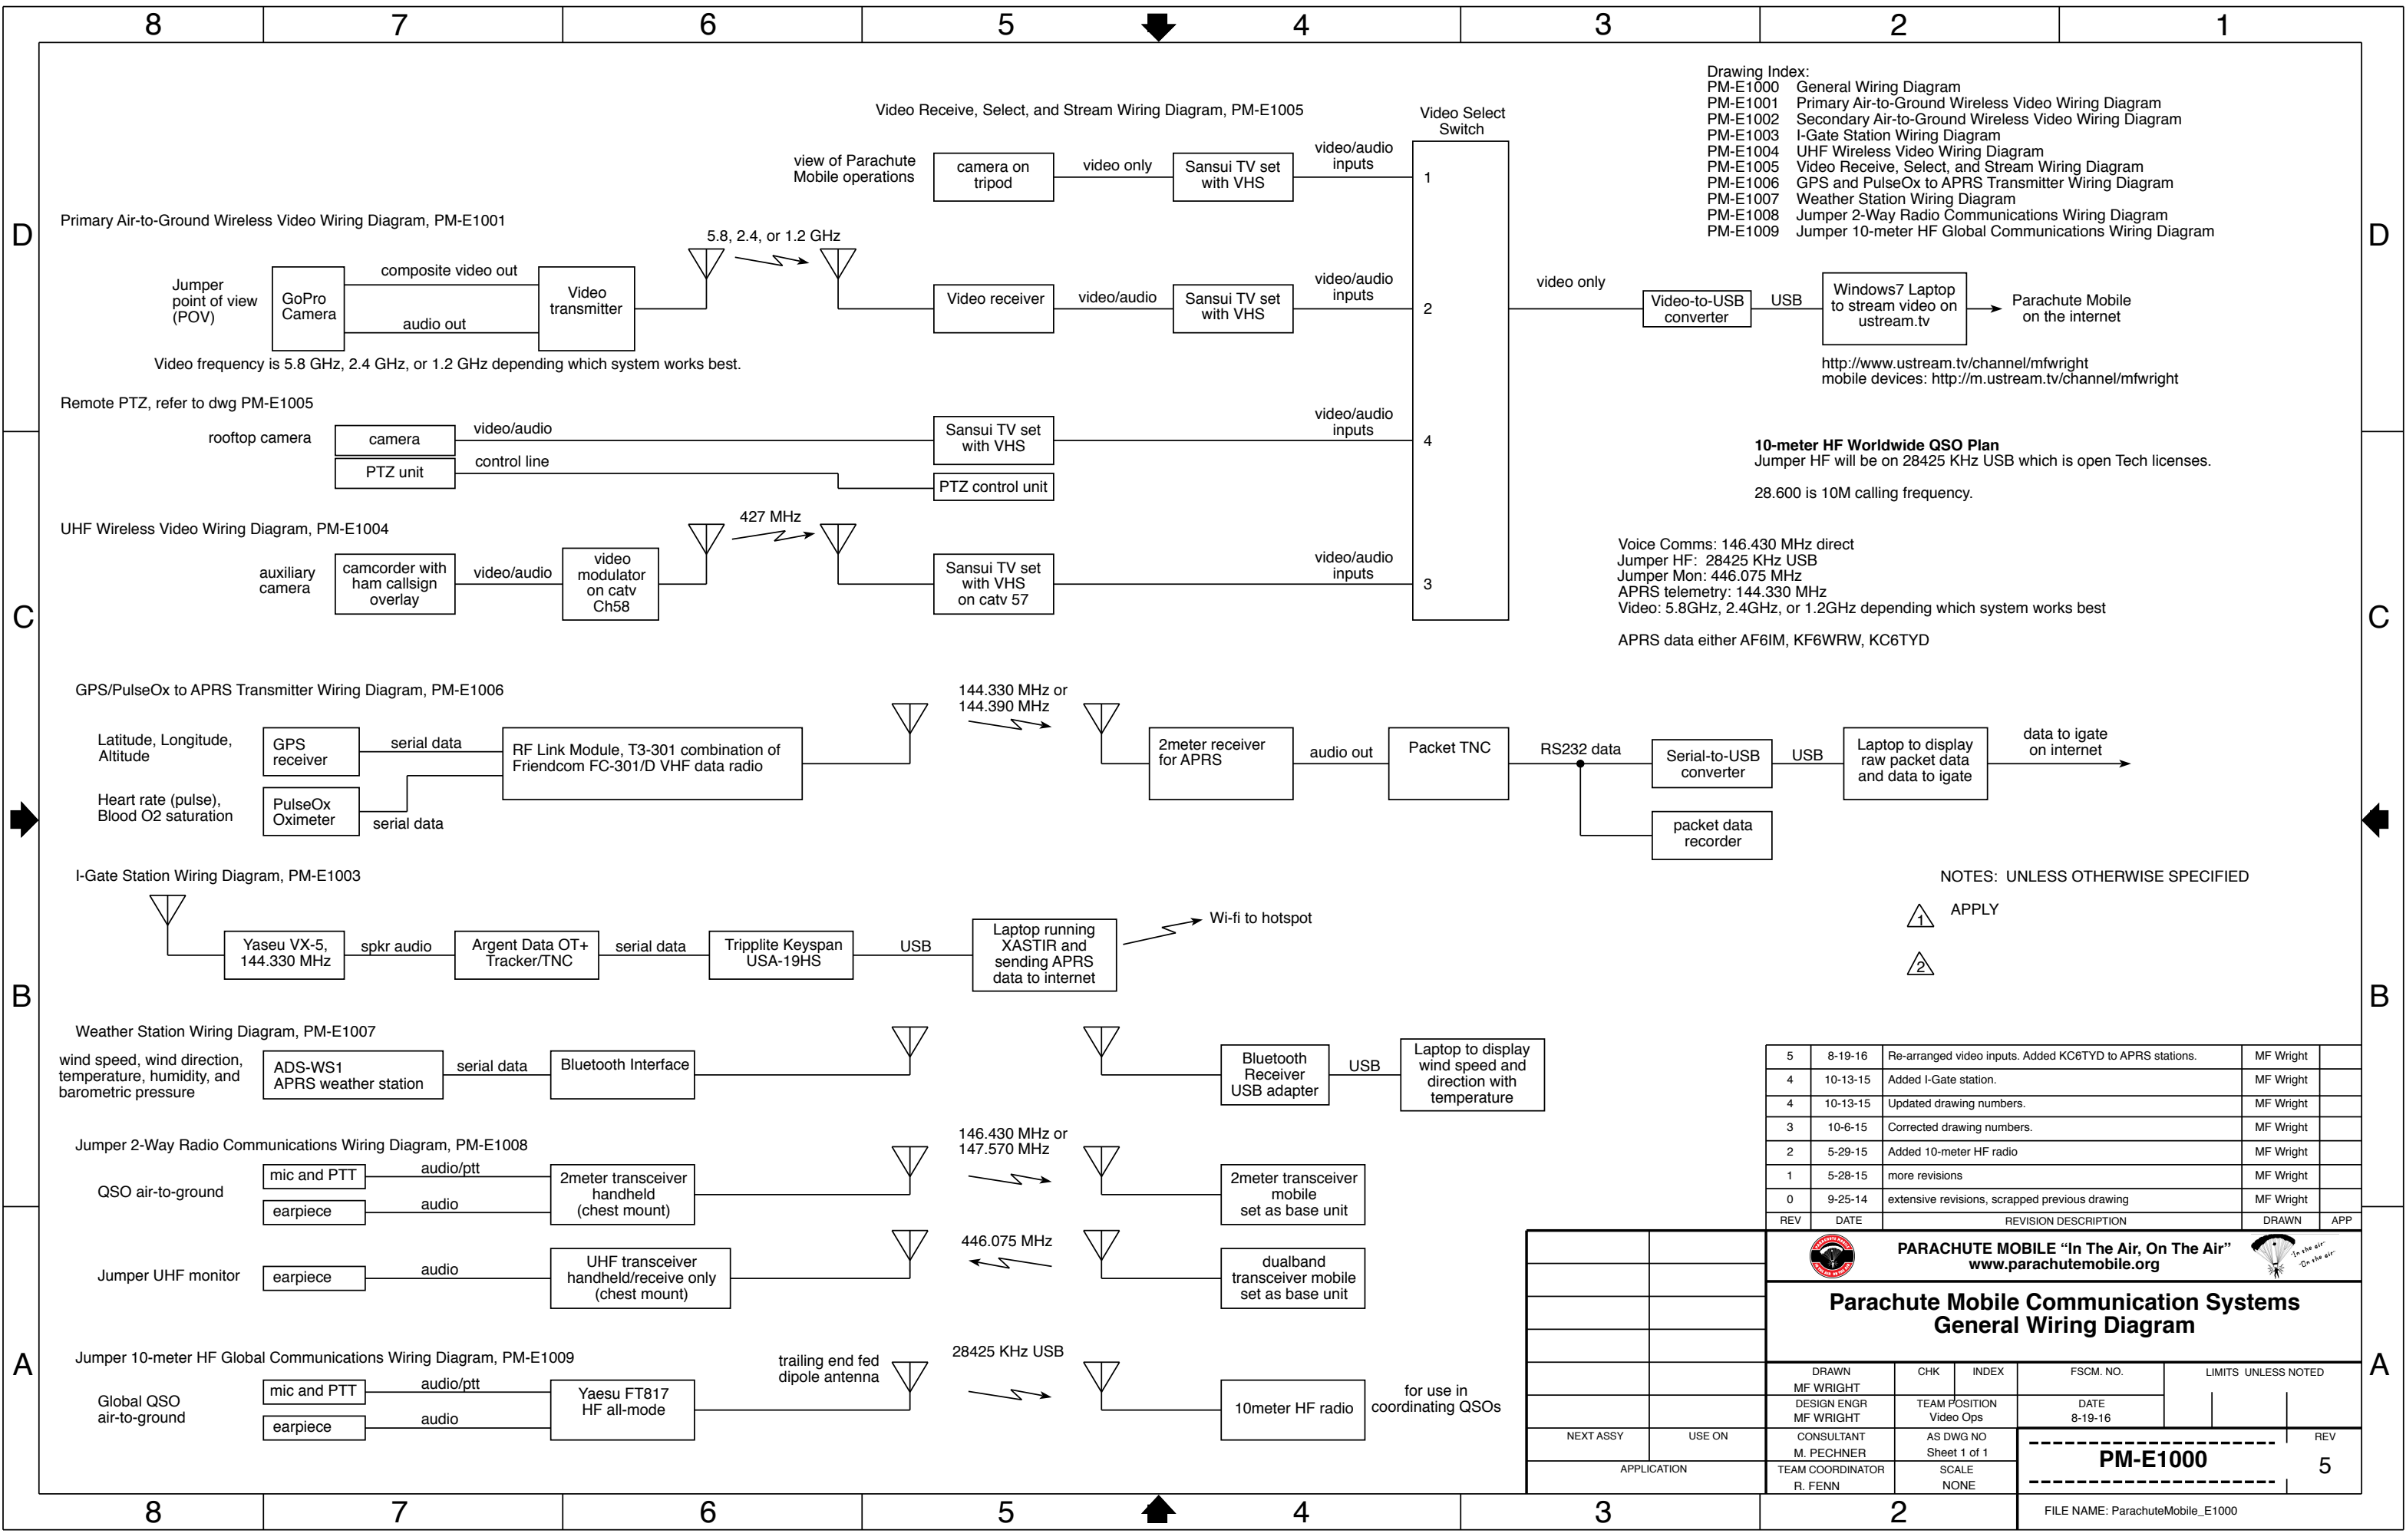 8 7 6 5 4 3 2 1
D
D
C
C
B
B
A
A
Drawing Index:
PM-E1000 General Wiring Diagram
PM-E1001 Primary Air-to-Ground Wireless Video Wiring Diagram
PM-E1002 Secondary Air-to-Ground Wireless Video Wiring Diagram
PM-E1003 I-Gate Station Wiring Diagram
PM-E1004 UHF Wireless Video Wiring Diagram
PM-E1005 Video Receive, Select, and Stream Wiring Diagram
PM-E1006 GPS and PulseOx to APRS Transmitter Wiring Diagram
PM-E1007 Weather Station Wiring Diagram
PM-E1008 Jumper 2-Way Radio Communications Wiring Diagram
PM-E1009 Jumper 10-meter HF Global Communications Wiring Diagram
Video Receive, Select, and Stream Wiring Diagram, PM-E1005
Video Select
Switch
view of Parachute
Mobile operations
camera on
tripod
video only
Sansui TV set
with VHS
video/audio
inputs
1
Primary Air-to-Ground Wireless Video Wiring Diagram, PM-E1001
Jumper
point of view
(POV)
GoPro
Camera
composite video out
audio out
Video
transmitter
5.8, 2.4, or 1.2 GHz
Video receiver
video/audio
Sansui TV set
with VHS
video/audio
inputs
2
video only
Video-to-USB
converter
USB
Windows7 Laptop
to stream video on
ustream.tv
Parachute Mobile
on the internet
http://www.ustream.tv/channel/mfwright
mobile devices: http://m.ustream.tv/channel/mfwright
Video frequency is 5.8 GHz, 2.4 GHz, or 1.2 GHz depending which system works best.
Remote PTZ, refer to dwg PM-E1005
rooftop camera
camera
video/audio
PTZ unit
control line
Sansui TV set
with VHS
PTZ control unit
video/audio
inputs
4
10-meter HF Worldwide QSO Plan
Jumper HF will be on 28425 KHz USB which is open Tech licenses.
28.600 is 10M calling frequency.
UHF Wireless Video Wiring Diagram, PM-E1004
auxiliary
camera
camcorder with
ham callsign
overlay
video/audio
video
modulator
on catv
Ch58
427 MHz
Sansui TV set
with VHS
on catv 57
video/audio
inputs
3
Voice Comms: 146.430 MHz direct
Jumper HF: 28425 KHz USB
Jumper Mon: 446.075 MHz
APRS telemetry: 144.330 MHz
Video: 5.8GHz, 2.4GHz, or 1.2GHz depending which system works best
APRS data either AF6IM, KF6WRW, KC6TYD
GPS/PulseOx to APRS Transmitter Wiring Diagram, PM-E1006
Latitude, Longitude,
Altitude
GPS
receiver
serial data
Heart rate (pulse),
Blood O2 saturation
PulseOx
Oximeter
serial data
RF Link Module, T3-301 combination of
Friendcom FC-301/D VHF data radio
144.330 MHz or
144.390 MHz
2meter receiver
for APRS
audio out
Packet TNC
RS232 data
Serial-to-USB
converter
USB
Laptop to display
raw packet data
and data to igate
data to igate
on internet
packet data
recorder
I-Gate Station Wiring Diagram, PM-E1003
Yaseu VX-5,
144.330 MHz
spkr audio
Argent Data OT+
Tracker/TNC
serial data
Tripplite Keyspan
USA-19HS
USB
Laptop running
XASTIR and
sending APRS
data to internet
Wi-fi to hotspot
NOTES: UNLESS OTHERWISE SPECIFIED
1 APPLY
2
Weather Station Wiring Diagram, PM-E1007
wind speed, wind direction,
temperature, humidity, and
barometric pressure
ADS-WS1
APRS weather station
serial data
Bluetooth Interface
Bluetooth
Receiver
USB adapter
USB
Laptop to display
wind speed and
direction with
temperature
Jumper 2-Way Radio Communications Wiring Diagram, PM-E1008
QSO air-to-ground
mic and PTT
audio/ptt
earpiece
audio
2meter transceiver
handheld
(chest mount)
146.430 MHz or
147.570 MHz
2meter transceiver
mobile
set as base unit
Jumper UHF monitor
earpiece
audio
UHF transceiver
handheld/receive only
(chest mount)
446.075 MHz
dualband
transceiver mobile
set as base unit
Jumper 10-meter HF Global Communications Wiring Diagram, PM-E1009
Global QSO
air-to-ground
mic and PTT
audio/ptt
earpiece
audio
Yaesu FT817
HF all-mode
trailing end fed
dipole antenna
28425 KHz USB
10meter HF radio
for use in
coordinating QSOs
5 8-19-16 Re-arranged video inputs. Added KC6TYD to APRS stations. MF Wright
4 10-13-15 Added I-Gate station. MF Wright
4 10-13-15 Updated drawing numbers. MF Wright
3 10-6-15 Corrected drawing numbers. MF Wright
2 5-29-15 Added 10-meter HF radio MF Wright
1 5-28-15 more revisions MF Wright
0 9-25-14 extensive revisions, scrapped previous drawing MF Wright
REV DATE REVISION DESCRIPTION DRAWN APP
PARACHUTE MOBILE “In The Air, On The Air”
www.parachutemobile.org
In the air
On the air
Parachute Mobile Communication Systems
General Wiring Diagram
DRAWN
MF WRIGHT
CHK
INDEX
FSCM. NO.
LIMITS UNLESS NOTED
DESIGN ENGR
MF WRIGHT
TEAM POSITION
Video Ops
DATE
8-19-16
CONSULTANT
M. PECHNER
AS DWG NO
Sheet 1 of 1
TEAM COORDINATOR
R. FENN
SCALE
NONE
PM-E1000
REV
5
NEXT ASSY
USE ON
APPLICATION
FILE NAME: ParachuteMobile_E1000
8 7 6 5 4 3 2